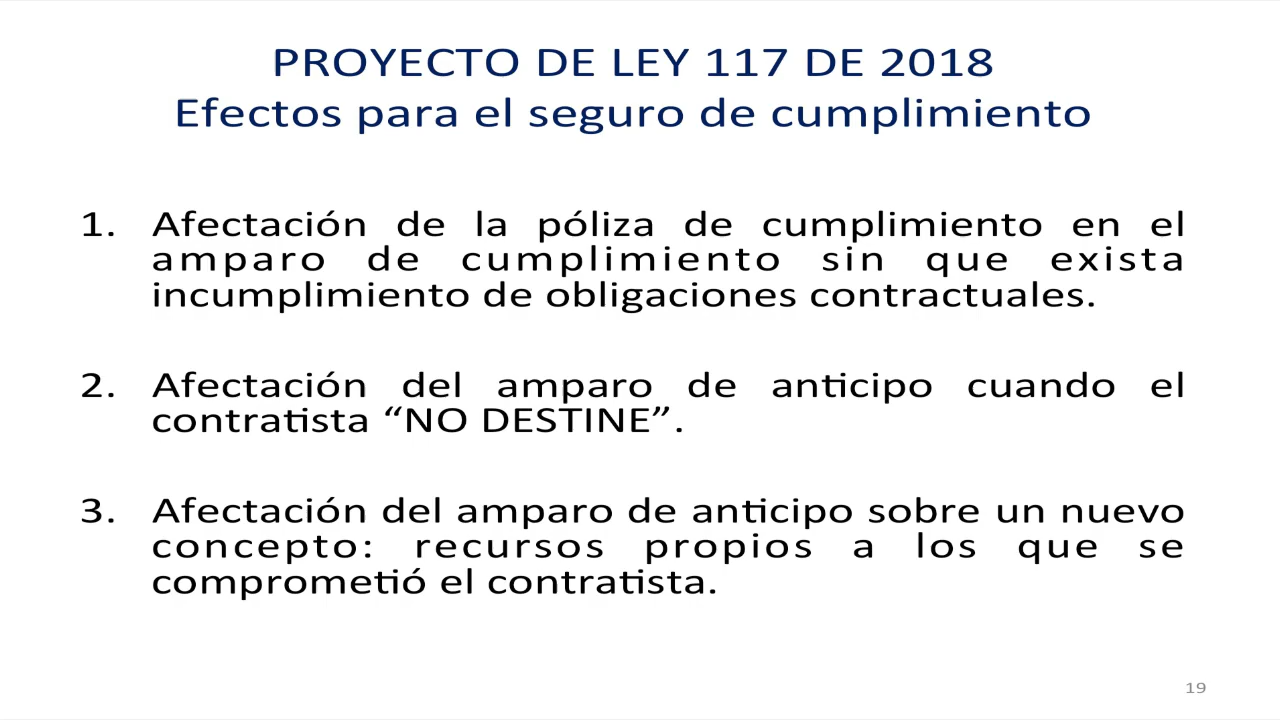 PROYECTO DE LEY 117 DE 2018
Efectos para el seguro de cumplimiento
1. Afectación de la póliza de cumplimiento en el
amparo de cumplimiento sin que exista
incumplimiento de obligaciones contractuales.
2. Afectación del amparo de anticipo cuando el
contratista “NO DESTINE”.
3. Afectación del amparo de anticipo sobre un nuevo
concepto: recursos propios a los que se
comprometió el contratista.
19